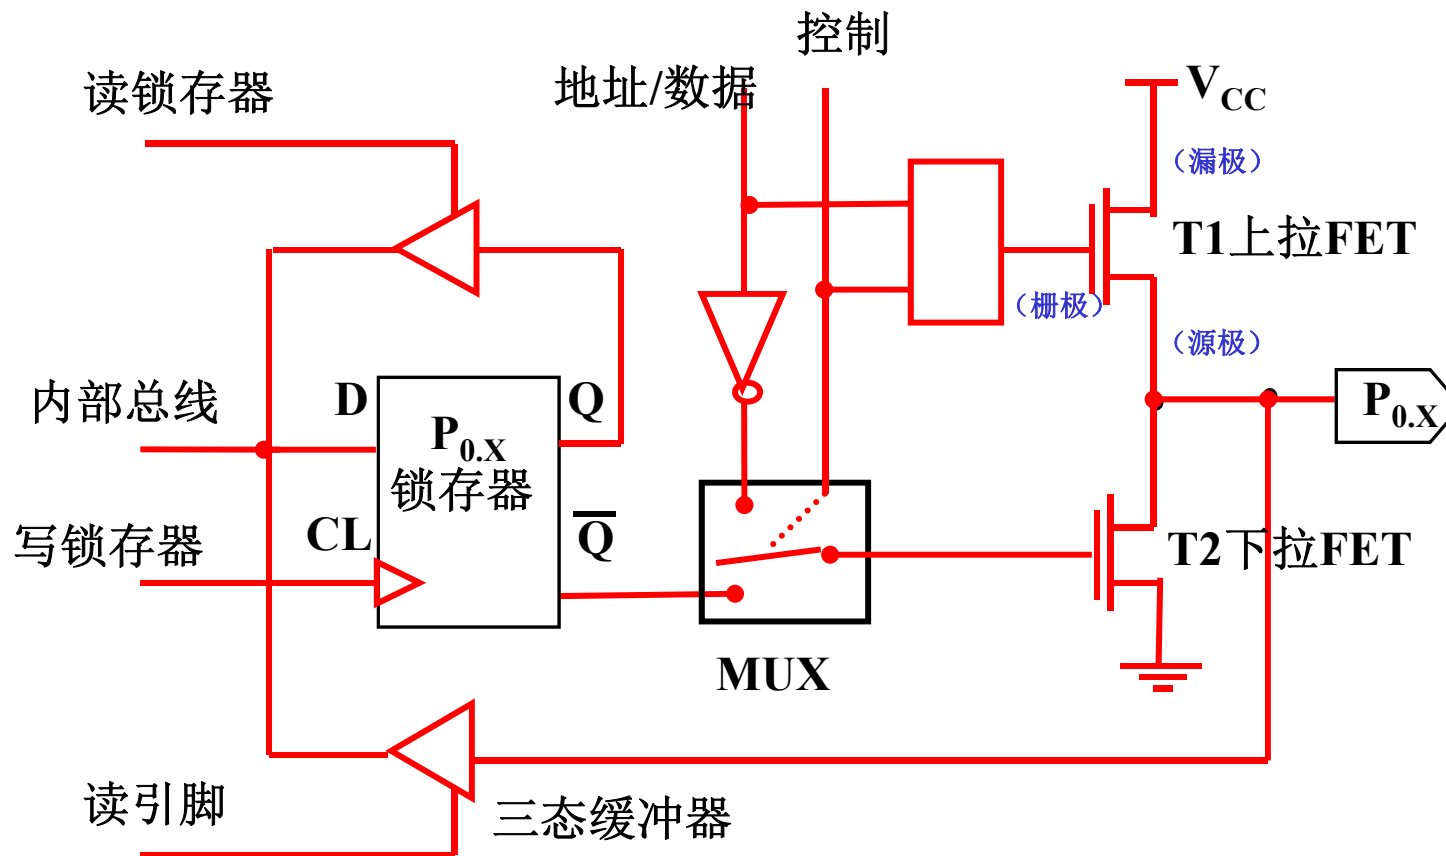 控制
地址/数据
读锁存器
VCC
（漏极）
T1上拉FET
（栅极）
（源极）
内部总线
D
Q
P0.X
P0.X
锁存器
写锁存器
CL
Q̅
T2下拉FET
MUX
读引脚
三态缓冲器